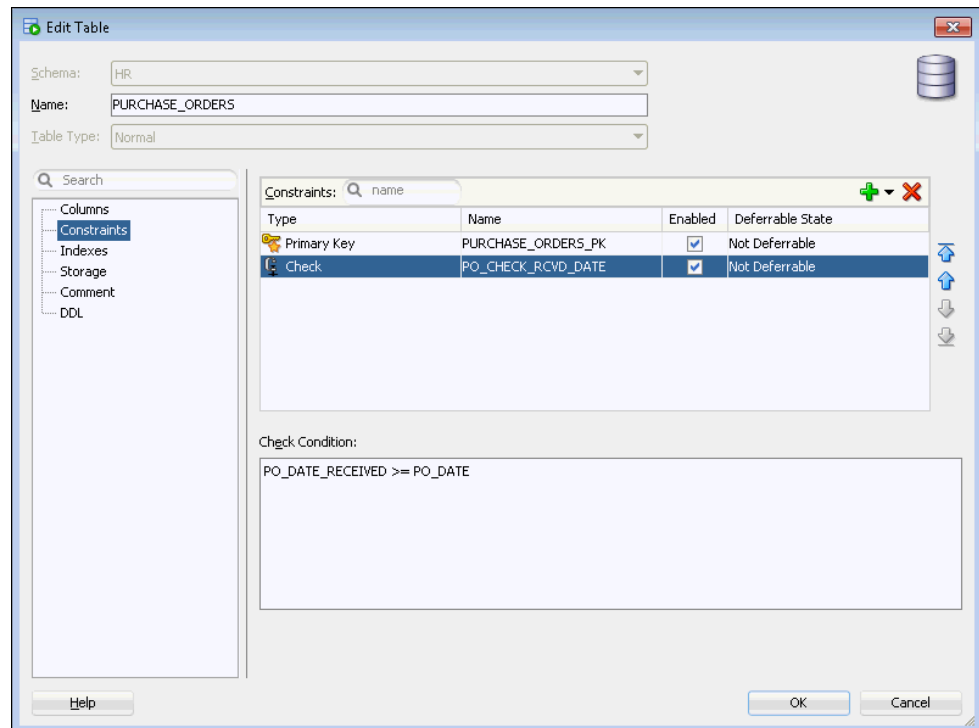 Edit Table
Schema: HR
Name: PURCHASE_ORDERS
Table Type: Normal
Search
Columns
Constraints
Indexes
Storage
Comment
DDL
Constraints: name
Type Name Enabled Deferrable State
Primary Key PURCHASE_ORDERS_PK Not Deferrable
Check PO_CHECK_RCVD_DATE Not Deferrable
Check Condition:
PO_DATE_RECEIVED >= PO_DATE
Help OK Cancel